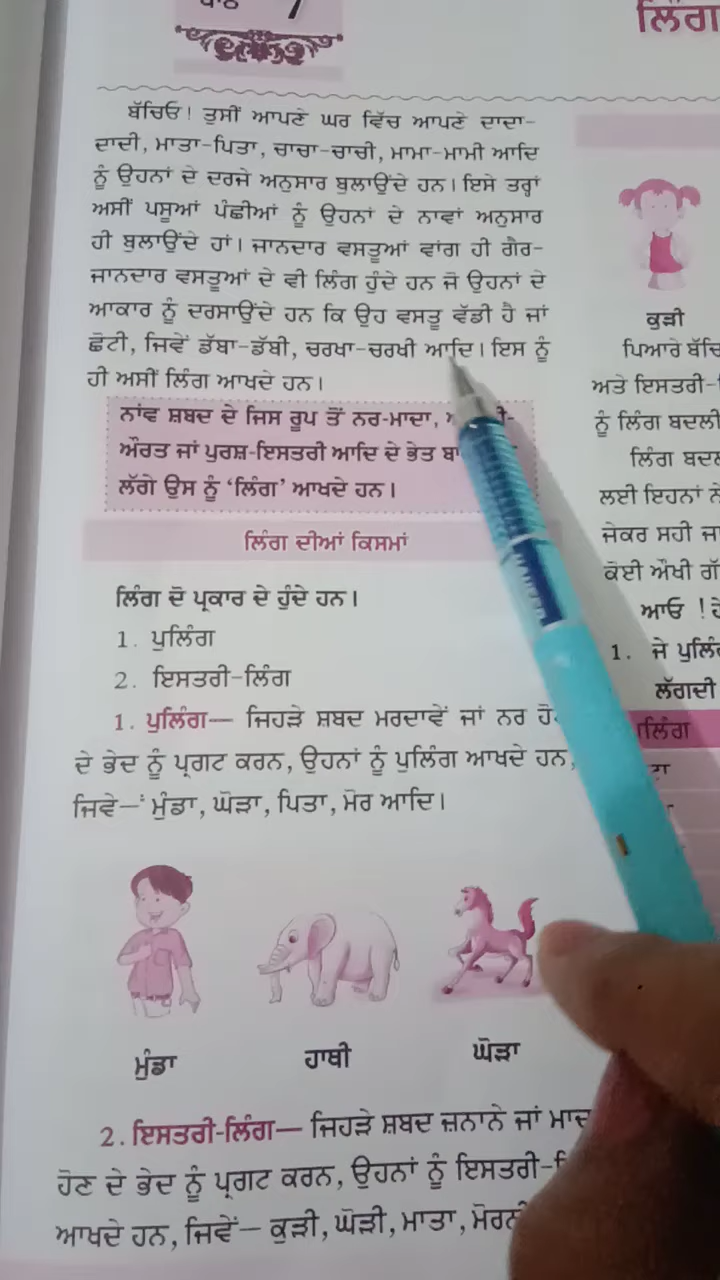 ਪਾਠ 7
ਲਿੰਗ
ਬੱਚਿਓ! ਤੁਸੀਂ ਆਪਣੇ ਘਰ ਵਿੱਚ ਆਪਣੇ ਦਾਦਾ-
ਦਾਦੀ, ਮਾਤਾ-ਪਿਤਾ, ਚਾਚਾ-ਚਾਚੀ, ਮਾਮਾ-ਮਾਮੀ ਆਦਿ
ਨੂੰ ਉਹਨਾਂ ਦੇ ਦਰਜੇ ਅਨੁਸਾਰ ਬੁਲਾਉਂਦੇ ਹਨ। ਇਸੇ ਤਰ੍ਹਾਂ
ਅਸੀਂ ਪਸ਼ੂਆਂ ਪੰਛੀਆਂ ਨੂੰ ਉਹਨਾਂ ਦੇ ਨਾਵਾਂ ਅਨੁਸਾਰ
ਹੀ ਬੁਲਾਉਂਦੇ ਹਾਂ। ਜਾਨਦਾਰ ਵਸਤੂਆਂ ਵਾਂਗ ਹੀ ਗੈਰ-
ਜਾਨਦਾਰ ਵਸਤੂਆਂ ਦੇ ਵੀ ਲਿੰਗ ਹੁੰਦੇ ਹਨ ਜੋ ਉਹਨਾਂ ਦੇ
ਆਕਾਰ ਨੂੰ ਦਰਸਾਉਂਦੇ ਹਨ ਕਿ ਉਹ ਵਸਤੂ ਵੱਡੀ ਹੈ ਜਾਂ
ਛੋਟੀ, ਜਿਵੇਂ ਡੱਬਾ-ਡੱਬੀ, ਚਰਖਾ-ਚਰਖੀ ਆਦਿ। ਇਸ ਨੂੰ
ਹੀ ਅਸੀਂ ਲਿੰਗ ਆਖਦੇ ਹਨ।
ਨਾਂਵ ਸ਼ਬਦ ਦੇ ਜਿਸ ਰੂਪ ਤੋਂ ਨਰ-ਮਾਦਾ,
ਔਰਤ ਜਾਂ ਪੁਰਸ਼-ਇਸਤਰੀ ਆਦਿ ਦੇ ਭੇਤ
ਲੱਗੇ ਉਸ ਨੂੰ ‘ਲਿੰਗ’ ਆਖਦੇ ਹਨ।
ਲਿੰਗ ਦੀਆਂ ਕਿਸਮਾਂ
ਲਿੰਗ ਦੋ ਪ੍ਰਕਾਰ ਦੇ ਹੁੰਦੇ ਹਨ।
1. ਪੁਲਿੰਗ
2. ਇਸਤਰੀ-ਲਿੰਗ
1. ਪੁਲਿੰਗ— ਜਿਹੜੇ ਸ਼ਬਦ ਮਰਦਾਵੇਂ ਜਾਂ ਨਰ
ਦੇ ਭੇਦ ਨੂੰ ਪ੍ਰਗਟ ਕਰਨ, ਉਹਨਾਂ ਨੂੰ ਪੁਲਿੰਗ ਆਖਦੇ ਹਨ,
ਜਿਵੇ—ਂ ਮੁੰਡਾ, ਘੋੜਾ, ਪਿਤਾ, ਮੋਰ ਆਦਿ।
ਮੁੰਡਾ ਹਾਥੀ ਘੋੜਾ
2. ਇਸਤਰੀ-ਲਿੰਗ— ਜਿਹੜੇ ਸ਼ਬਦ ਜ਼ਨਾਨੇ ਜਾਂ
ਹੋਣ ਦੇ ਭੇਦ ਨੂੰ ਪ੍ਰਗਟ ਕਰਨ, ਉਹਨਾਂ ਨੂੰ ਇਸਤਰੀ-
ਆਖਦੇ ਹਨ, ਜਿਵੇਂ— ਕੁੜੀ, ਘੋੜੀ, ਮਾਤਾ,
ਕੁੜੀ
ਪਿਆਰੇ
ਅਤੇ ਇਸਤਰੀ-
ਨੂੰ ਲਿੰਗ ਬਦਲੀ
ਲਿੰਗ
ਲਈ ਇਹਨਾਂ
ਜੇਕਰ ਸਹੀ
ਕੋਈ ਔਖੀ
ਆਓ !
1. ਜੇ
ਲੱਗਦੀ